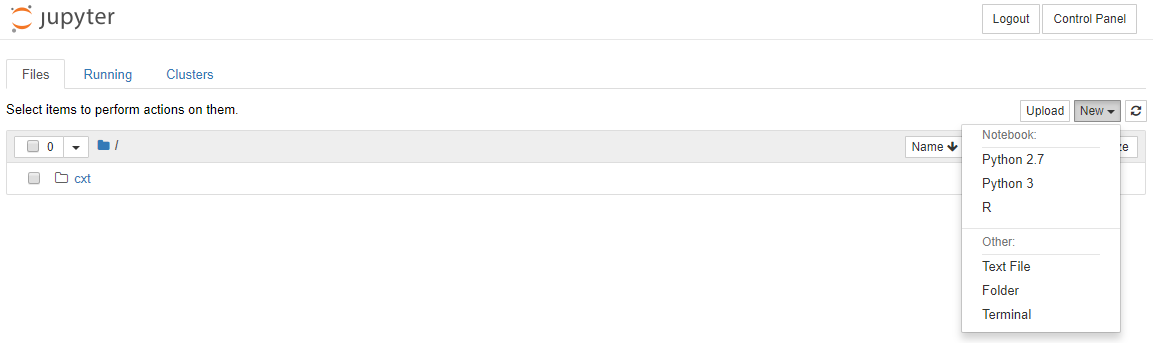 jupyter
Logout
Control Panel
Files
Running
Clusters
Select items to perform actions on them.
Upload
New
0
/
Name
ze
cxt
Notebook:
Python 2.7
Python 3
R
Other:
Text File
Folder
Terminal